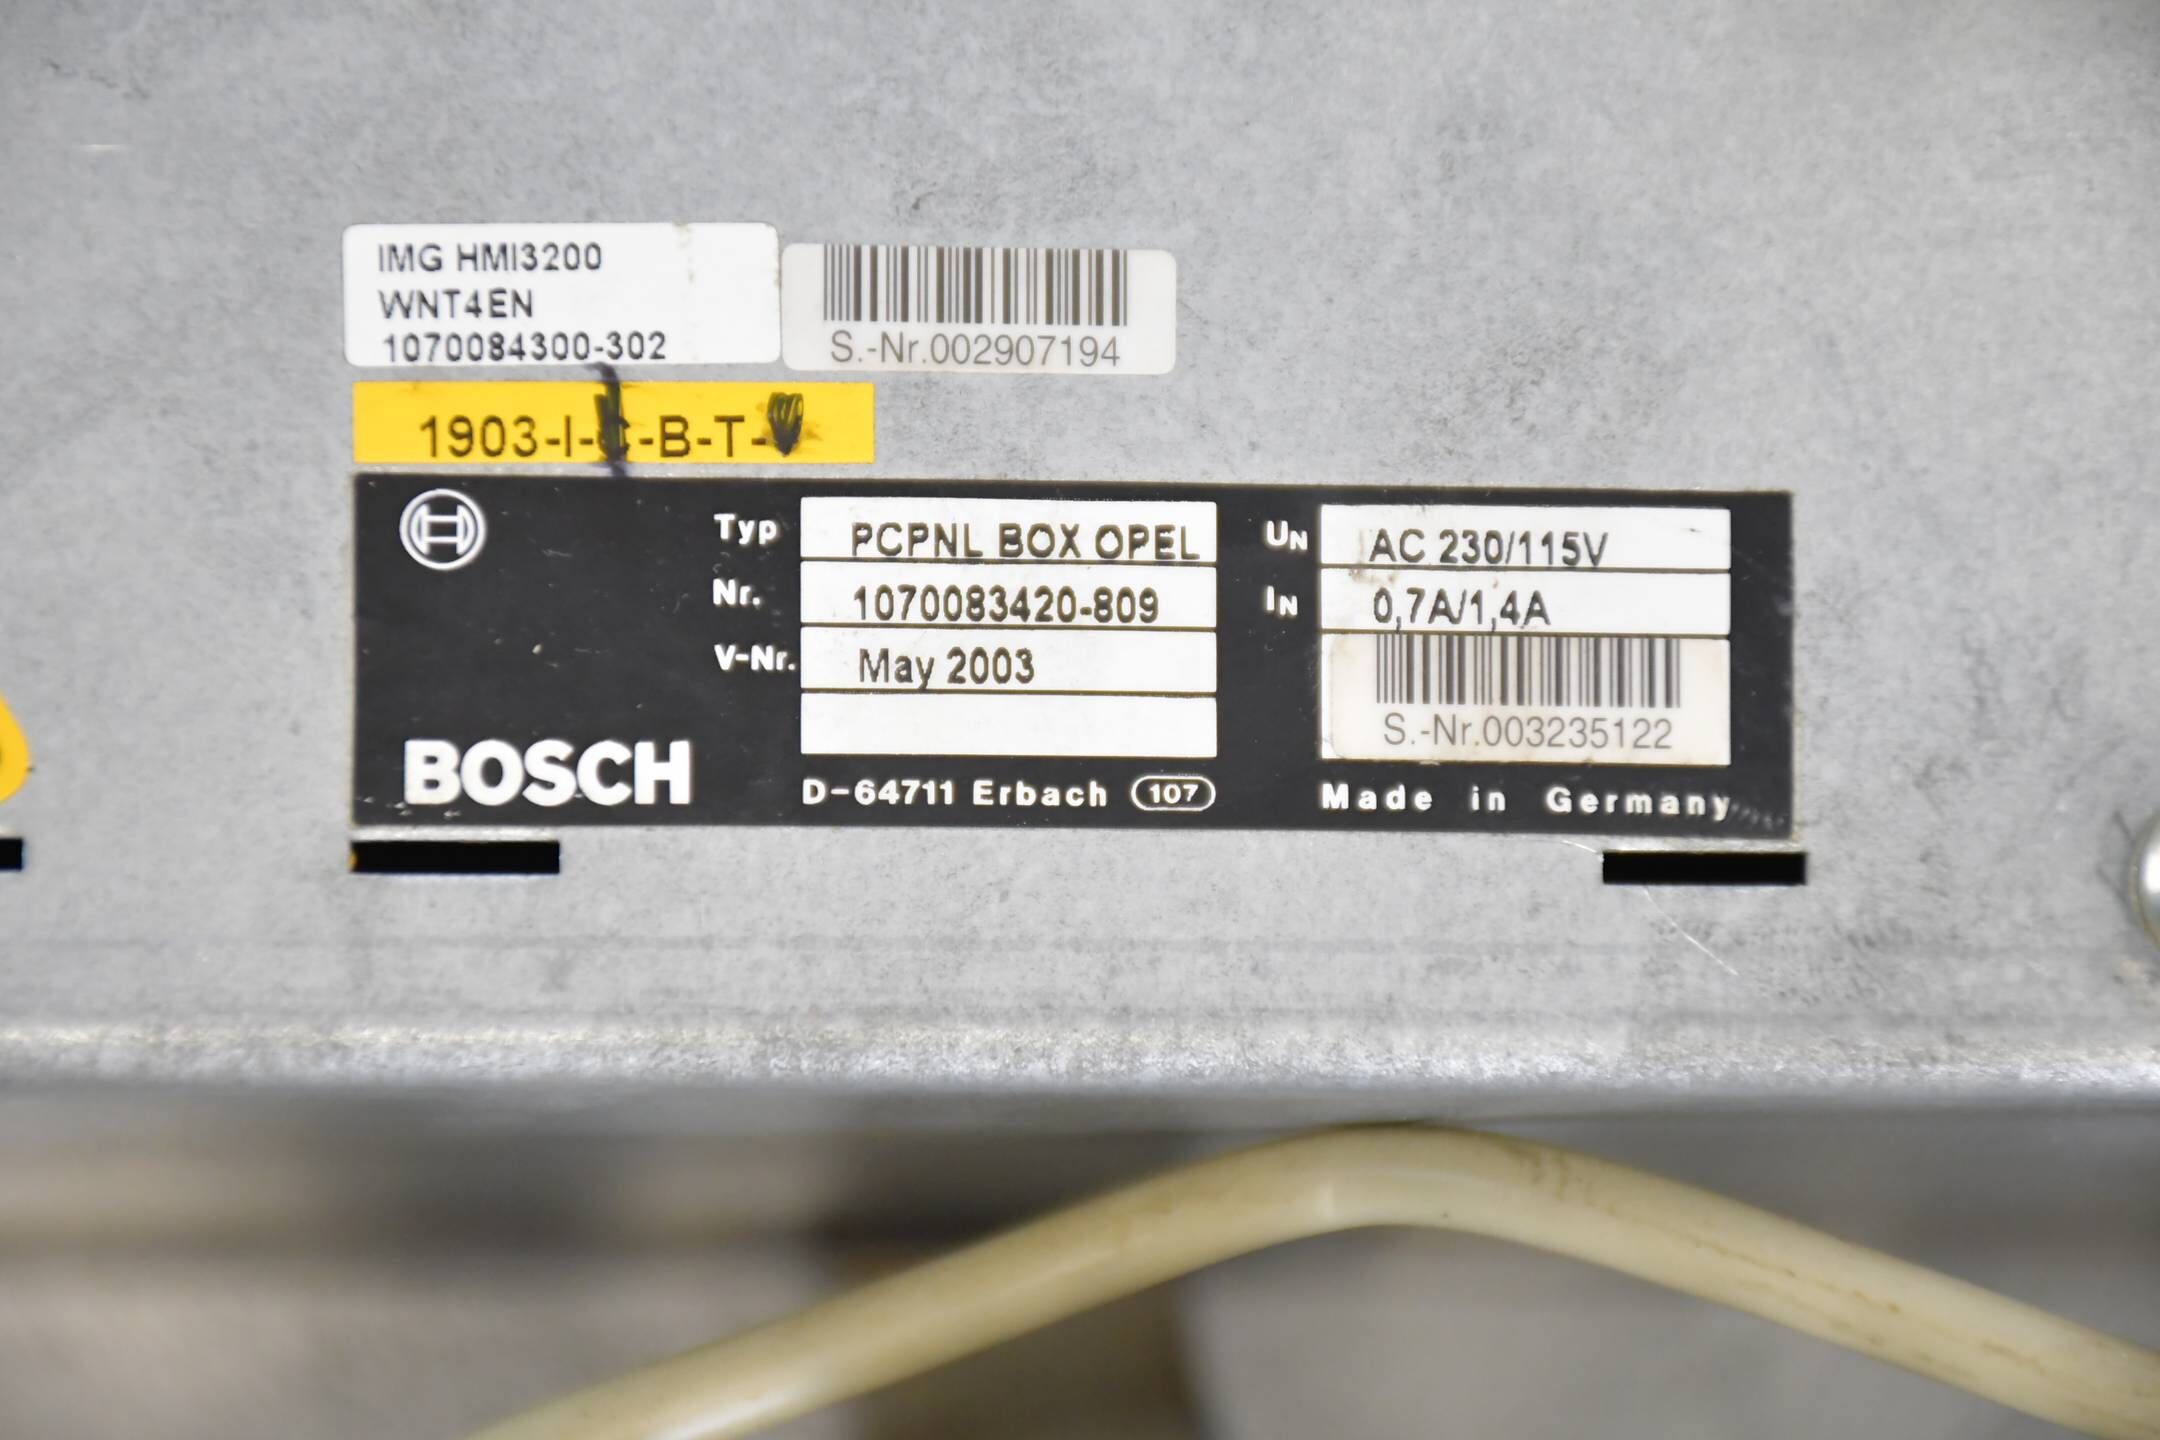 IMG HMI3200
WNT4EN
1070084300-302
S.-Nr.002907194
1903-I- -B-T-
Typ PCPNL BOX OPEL
Nr. 1070083420-809
V-Nr. May 2003
UN AC 230/115V
IN 0,7A/1,4A
S.-Nr.003235122
BOSCH
D-64711 Erbach 107
Made in Germany